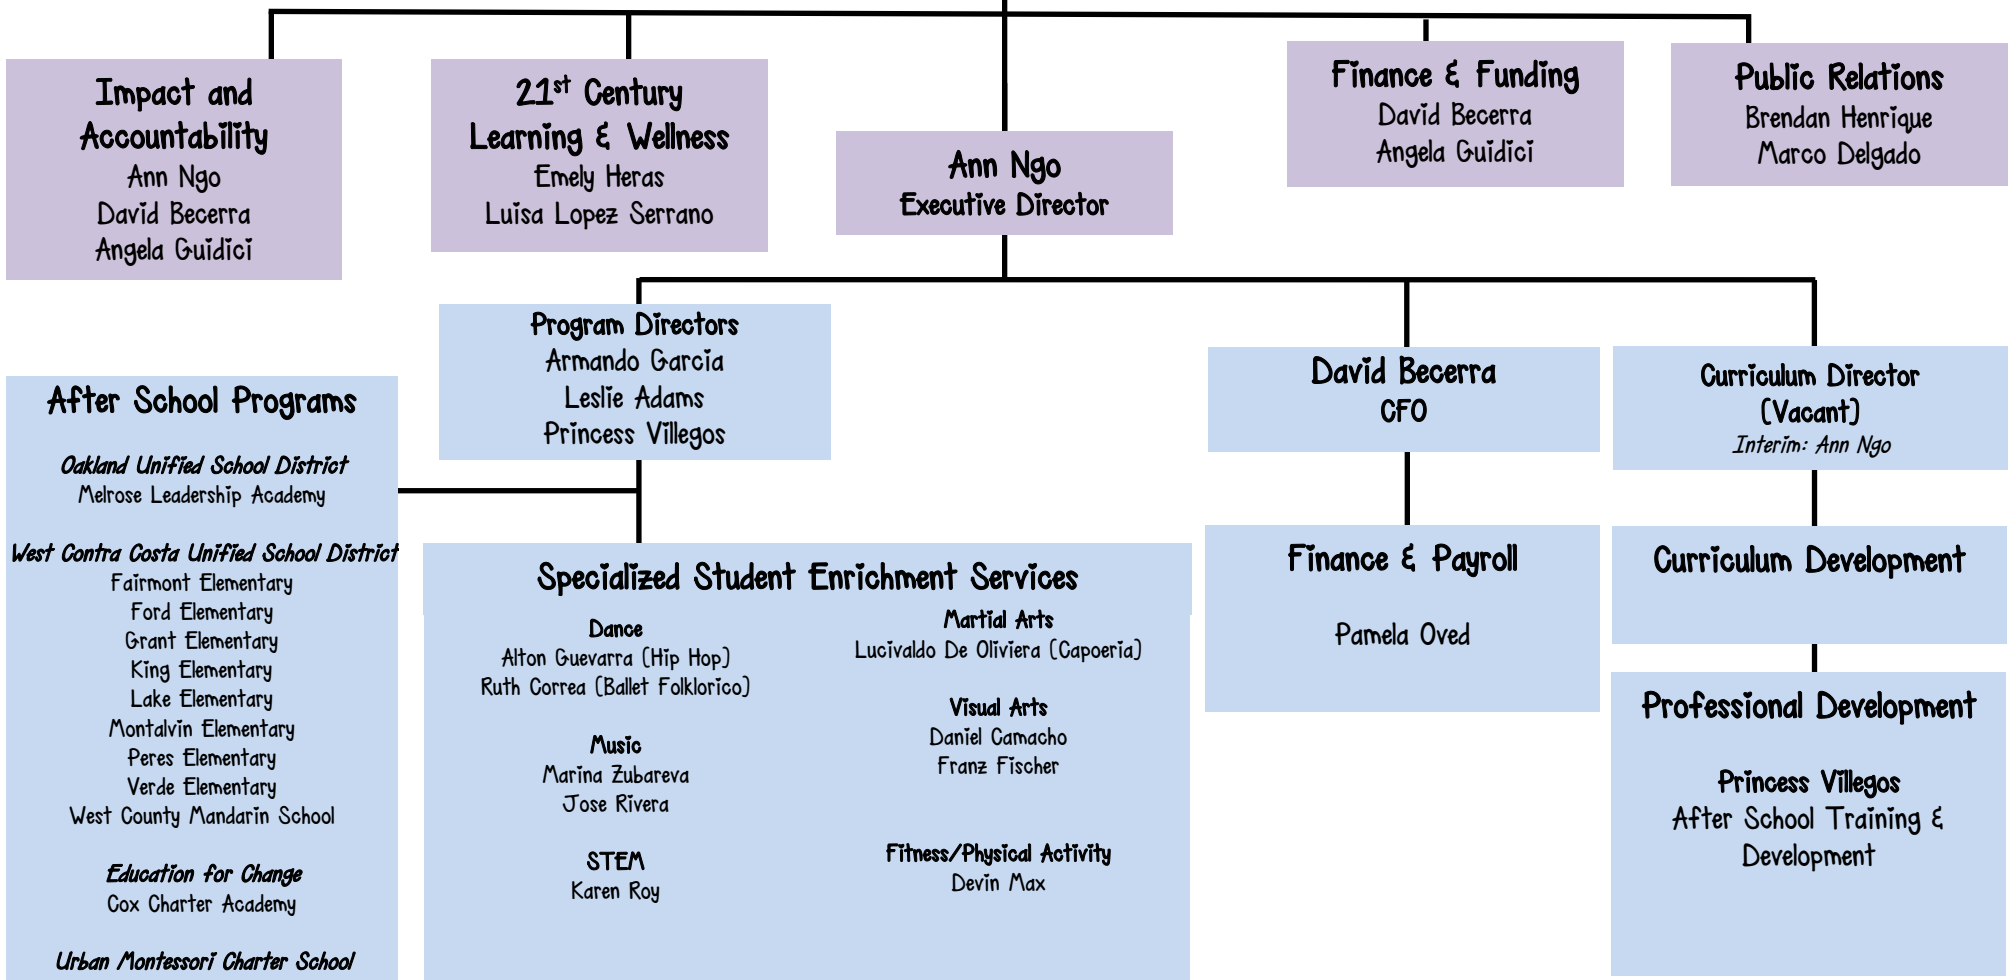 Impact and
Accountability
Ann Ngo
David Becerra
Angela Guidici
21st Century
Learning & Wellness
Emely Heras
Luisa Lopez Serrano
Ann Ngo
Executive Director
Finance & Funding
David Becerra
Angela Guidici
Public Relations
Brendan Henrique
Marco Delgado
Program Directors
Armando Garcia
Leslie Adams
Princess Villegos
David Becerra
CFO
Curriculum Director
(Vacant)
Interim: Ann Ngo
After School Programs
Oakland Unified School District
Melrose Leadership Academy
West Contra Costa Unified School District
Fairmont Elementary
Ford Elementary
Grant Elementary
King Elementary
Lake Elementary
Montalvin Elementary
Peres Elementary
Verde Elementary
West County Mandarin School
Education for Change
Cox Charter Academy
Urban Montessori Charter School
Specialized Student Enrichment Services
Dance
Alton Guevarra (Hip Hop)
Ruth Correa (Ballet Folklorico)
Music
Marina Zubareva
Jose Rivera
STEM
Karen Roy
Martial Arts
Lucivaldo De Oliviera (Capoeria)
Visual Arts
Daniel Camacho
Franz Fischer
Fitness/Physical Activity
Devin Max
Finance & Payroll
Pamela Oved
Curriculum Development
Professional Development
Princess Villegos
After School Training &
Development